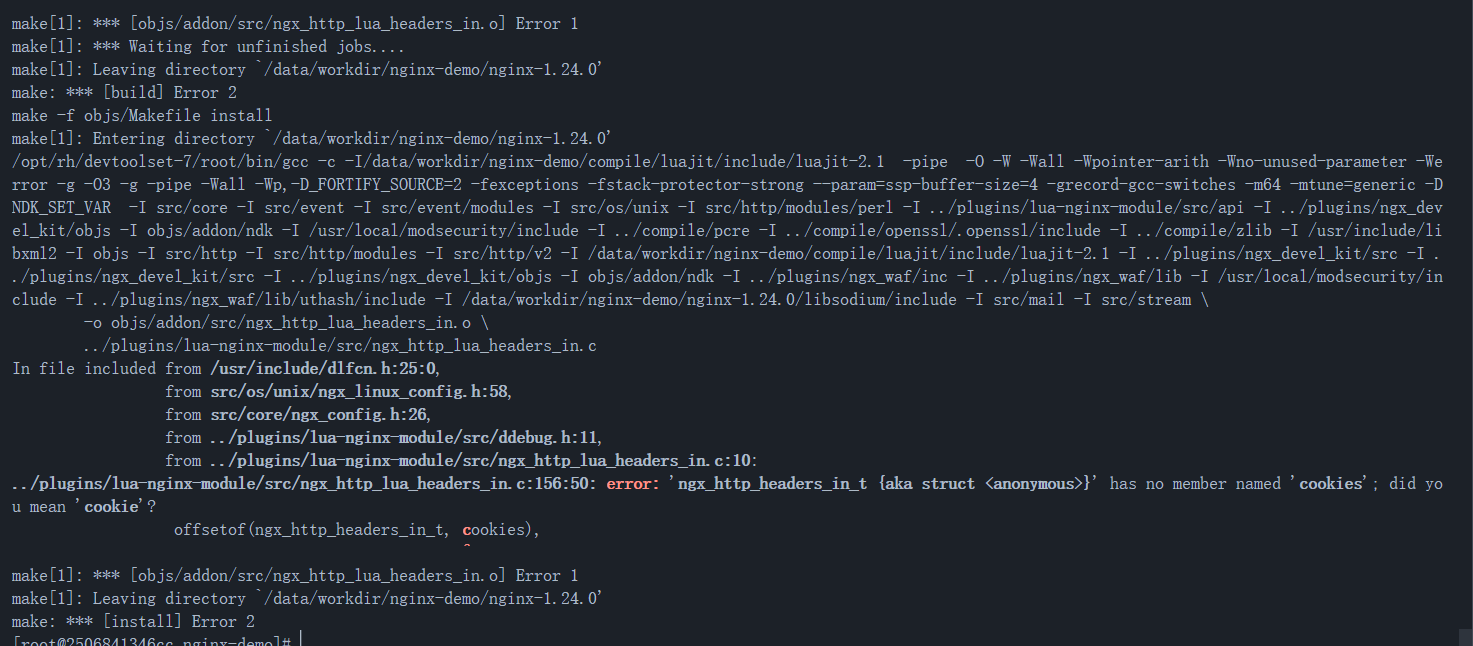 make[1]: *** [objs/addon/src/ngx_http_lua_headers_in.o] Error 1
make[1]: *** Waiting for unfinished jobs....
make[1]: Leaving directory `/data/workdir/nginx-demo/nginx-1.24.0'
make: *** [build] Error 2
make -f objs/Makefile install
make[1]: Entering directory `/data/workdir/nginx-demo/nginx-1.24.0'
/opt/rh/devtoolset-7/root/bin/gcc -c -I/data/workdir/nginx-demo/compile/luajit/include/luajit-2.1  -pipe  -O -W -Wall -Wpointer-arith -Wno-unused-parameter -We
rror -g -O3 -g -pipe -Wall -Wp,-D_FORTIFY_SOURCE=2 -fexceptions -fstack-protector-strong --param=ssp-buffer-size=4 -grecord-gcc-switches -m64 -mtune=generic -D
NDK_SET_VAR  -I src/core -I src/event -I src/event/modules -I src/os/unix -I src/http/modules/perl -I ../plugins/lua-nginx-module/src/api -I ../plugins/ngx_dev
el_kit/objs -I objs/addon/ndk -I /usr/local/modsecurity/include -I ../compile/pcre -I ../compile/openssl/.openssl/include -I ../compile/zlib -I /usr/include/li
bxml2 -I objs -I src/http -I src/http/modules -I src/http/v2 -I /data/workdir/nginx-demo/compile/luajit/include/luajit-2.1 -I ../plugins/ngx_devel_kit/src -I .
./plugins/ngx_devel_kit/src -I ../plugins/ngx_devel_kit/objs -I objs/addon/ndk -I ../plugins/ngx_waf/inc -I ../plugins/ngx_waf/lib -I /usr/local/modsecurity/in
clude -I ../plugins/ngx_waf/lib/uthash/include -I /data/workdir/nginx-demo/nginx-1.24.0/libsodium/include -I src/mail -I src/stream \
-o objs/addon/src/ngx_http_lua_headers_in.o \
../plugins/lua-nginx-module/src/ngx_http_lua_headers_in.c
In file included from /usr/include/dlfcn.h:25:0,
from src/os/unix/ngx_linux_config.h:58,
from src/core/ngx_config.h:26,
from ../plugins/lua-nginx-module/src/ddebug.h:11,
from ../plugins/lua-nginx-module/src/ngx_http_lua_headers_in.c:10:
../plugins/lua-nginx-module/src/ngx_http_lua_headers_in.c:156:50: error: 'ngx_http_headers_in_t {aka struct <anonymous>}' has no member named 'cookies'; did yo
u mean 'cookie'?
offsetof(ngx_http_headers_in_t, cookies),
make[1]: *** [objs/addon/src/ngx_http_lua_headers_in.o] Error 1
make[1]: Leaving directory `/data/workdir/nginx-demo/nginx-1.24.0'
make: *** [install] Error 2
[root@2506841346cc nginx-demo]#